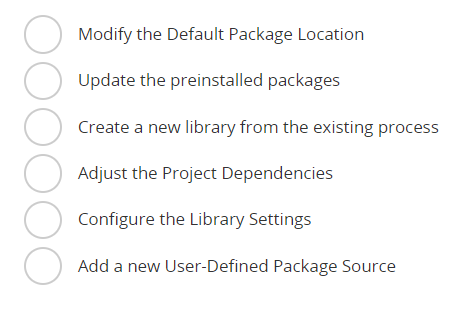 Modify the Default Package Location
Update the preinstalled packages
Create a new library from the existing process
Adjust the Project Dependencies
Configure the Library Settings
Add a new User-Defined Package Source